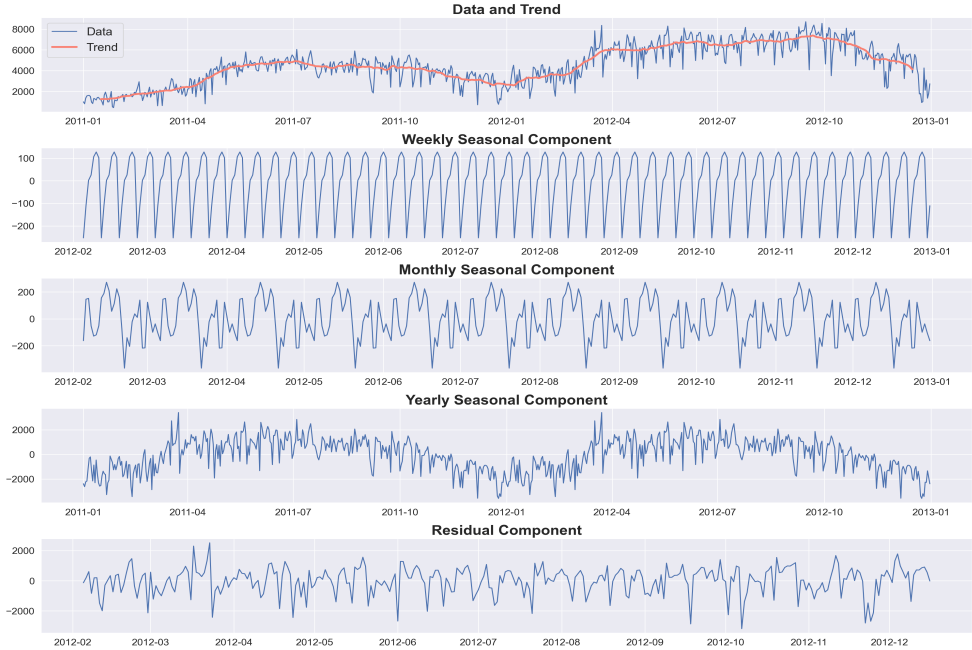 Data and Trend
8000
6000
4000
2000
Data
Trend
2011-01 2011-04 2011-07 2011-10 2012-01 2012-04 2012-07 2012-10 2013-01
Weekly Seasonal Component
100
0
−100
−200
2012-02 2012-03 2012-04 2012-05 2012-06 2012-07 2012-08 2012-09 2012-10 2012-11 2012-12 2013-01
Monthly Seasonal Component
200
0
−200
2012-02 2012-03 2012-04 2012-05 2012-06 2012-07 2012-08 2012-09 2012-10 2012-11 2012-12 2013-01
Yearly Seasonal Component
2000
0
−2000
2011-01 2011-04 2011-07 2011-10 2012-01 2012-04 2012-07 2012-10 2013-01
Residual Component
2000
0
−2000
2012-02 2012-03 2012-04 2012-05 2012-06 2012-07 2012-08 2012-09 2012-10 2012-11 2012-12